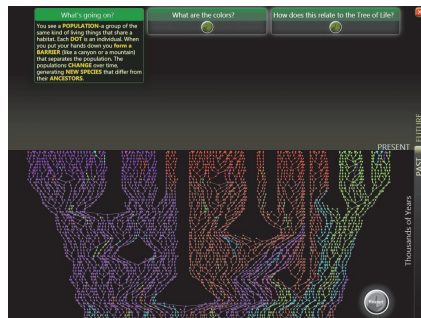 What's going on?
What are the colors?
How does this relate to the Tree of Life?
You see a POPULATION-a group of the
same kind of living things that share a
habitat. Each DOT is an individual. When
you put your hands down you form a
BARRIER (like a canyon or a mountain)
that separates the population. The
populations CHANGE over time,
generating NEW SPECIES that differ from
their ANCESTORS.
PRESENT
FUTURE
PAST
Thousands of Years